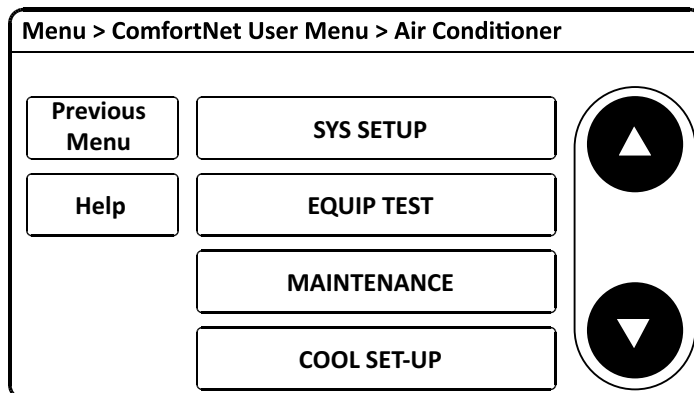 Menu > ComfortNet User Menu > Air Conditioner
Previous
Menu
SYS SETUP
Help
EQUIP TEST
MAINTENANCE
COOL SET-UP